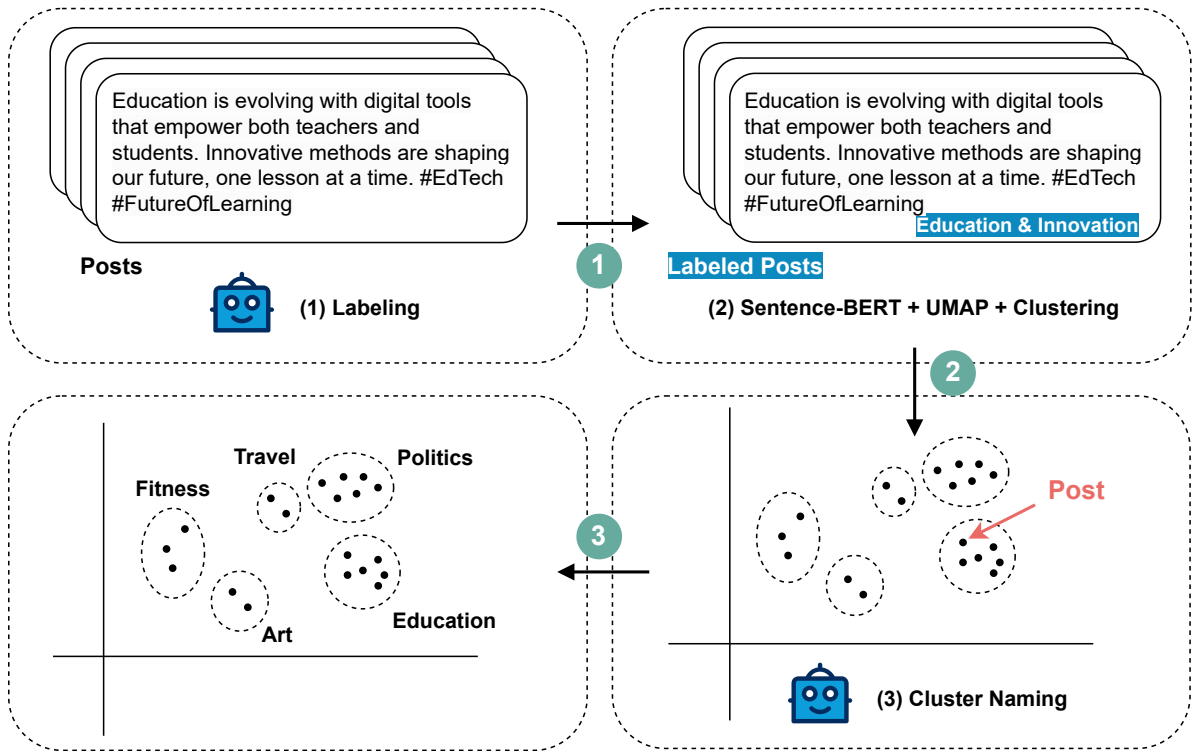 Education is evolving with digital tools
that empower both teachers and
students. Innovative methods are shaping
our future, one lesson at a time. #EdTech
#FutureOfLearning
Posts
(1) Labeling
1
Education is evolving with digital tools
that empower both teachers and
students. Innovative methods are shaping
our future, one lesson at a time. #EdTech
#FutureOfLearning
Education & Innovation
Labeled Posts
(2) Sentence-BERT + UMAP + Clustering
2
Post
(3) Cluster Naming
3
Travel
Politics
Fitness
Education
Art